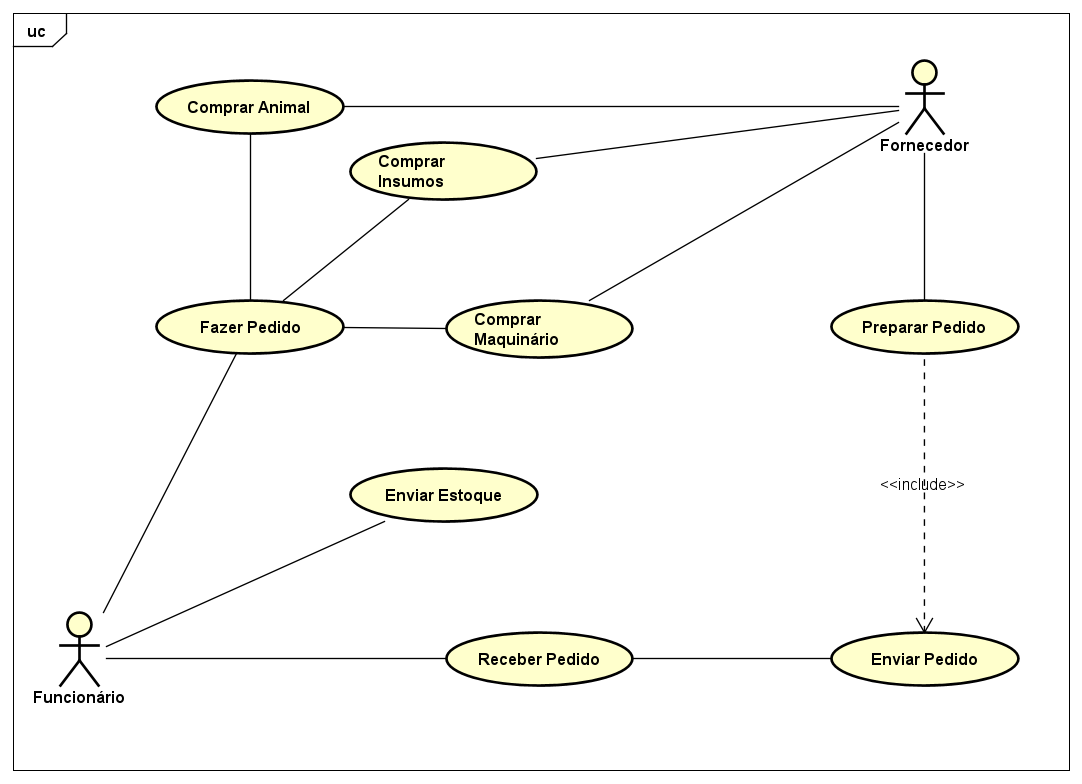 uc
Comprar Animal
Fornecedor
Comprar
Insumos
Fazer Pedido
Comprar
Maquinário
Preparar Pedido
<<include>>
Enviar Estoque
Funcionário
Receber Pedido
Enviar Pedido